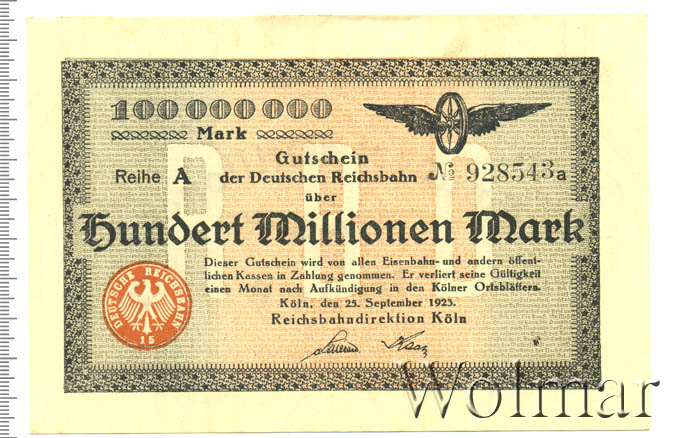 100 000 000
Mark
Gutschein
Reihe A der Deutschen Reichsbahn № 928543a
über
Hundert Millionen Mark
Dieser Gutschein wird von allen Eisenbahn- und andern öffent-
lichen Kassen in Zahlung genommen. Er verliert seine Gültigkeit
einen Monat nach Aufkündigung in den Kölner Ortsblättern.
Köln, den 25. September 1923.
Reichsbahndirektion Köln
DEUTSCHE REICHSBAHN
15
Wolmar